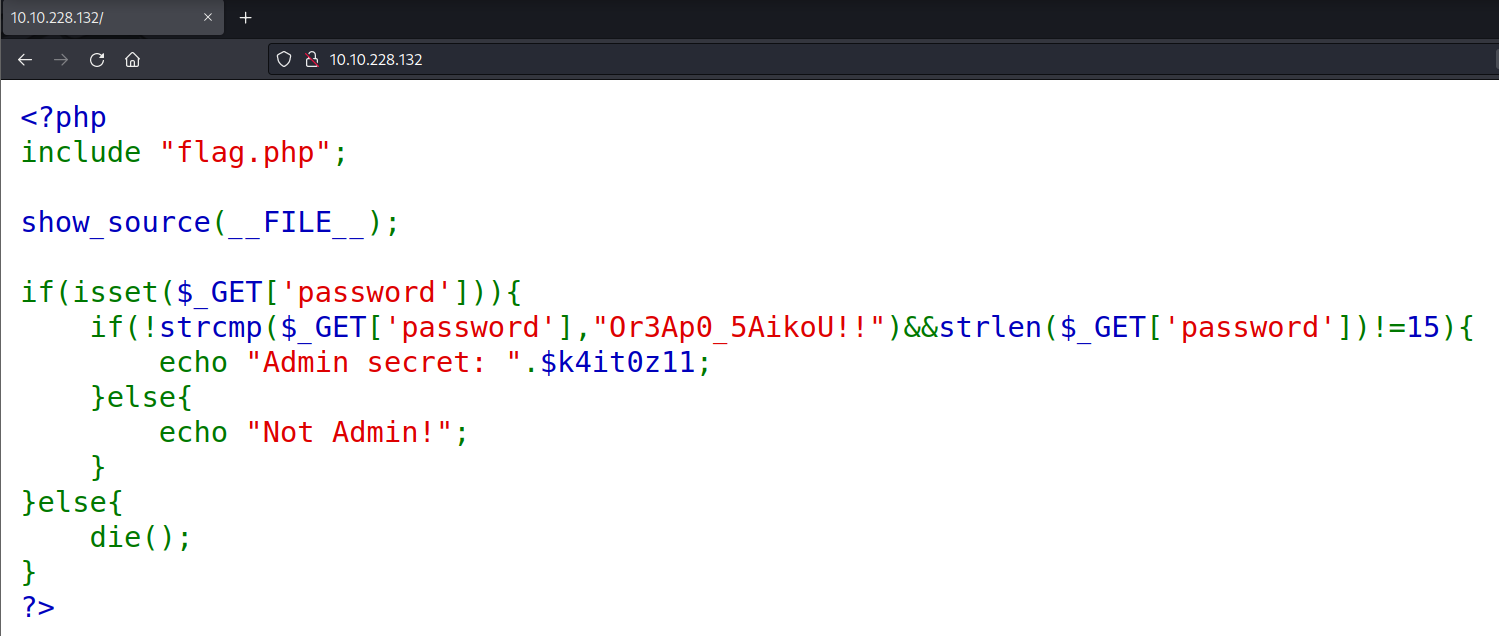 10.10.228.132/
10.10.228.132
<?php
include "flag.php";
show_source(__FILE__);
if(isset($_GET['password'])){
    if(!strcmp($_GET['password'],"Or3Ap0_5AikoU!!")&&strlen($_GET['password'])!=15){
        echo "Admin secret: ".$k4it0z11;
    }else{
        echo "Not Admin!";
    }
}else{
    die();
}
?>